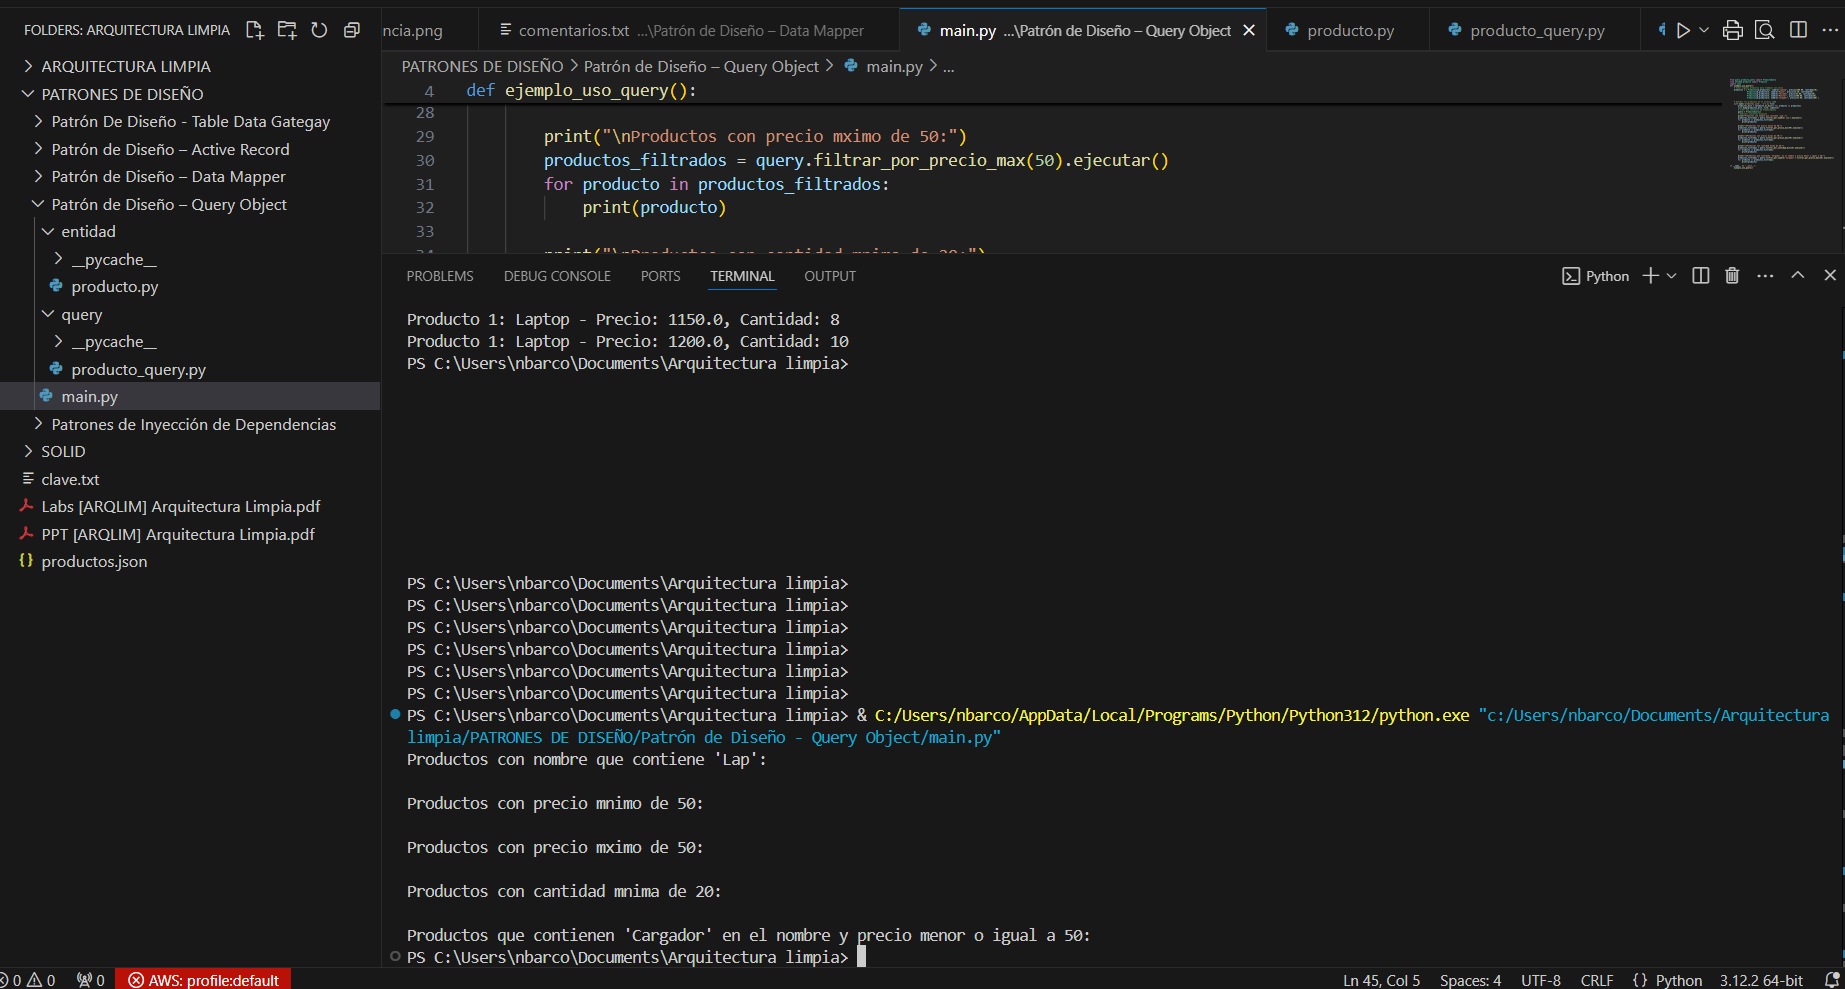 FOLDERS: ARQUITECTURA LIMPIA
ARQUITECTURA LIMPIA
PATRONES DE DISEÑO
Patrón De Diseño - Table Data Gategay
Patrón de Diseño – Active Record
Patrón de Diseño – Data Mapper
Patrón de Diseño – Query Object
entidad
__pycache__
producto.py
query
__pycache__
producto_query.py
main.py
Patrones de Inyección de Dependencias
SOLID
clave.txt
Labs [ARQLIM] Arquitectura Limpia.pdf
PPT [ARQLIM] Arquitectura Limpia.pdf
productos.json
ncia.png
comentarios.txt ...\Patrón de Diseño – Data Mapper
main.py ...\Patrón de Diseño – Query Object
producto.py
producto_query.py
PATRONES DE DISEÑO > Patrón de Diseño – Query Object > main.py > ...
4 def ejemplo_uso_query():
28
29 print("\nProductos con precio mximo de 50:")
30 productos_filtrados = query.filtrar_por_precio_max(50).ejecutar()
31 for producto in productos_filtrados:
32 print(producto)
33
34 print("\nProductos con cantidad mnima de 20:")
PROBLEMS DEBUG CONSOLE PORTS TERMINAL OUTPUT
Python
Producto 1: Laptop - Precio: 1150.0, Cantidad: 8
Producto 1: Laptop - Precio: 1200.0, Cantidad: 10
PS C:\Users\nbarco\Documents\Arquitectura limpia>
PS C:\Users\nbarco\Documents\Arquitectura limpia>
PS C:\Users\nbarco\Documents\Arquitectura limpia>
PS C:\Users\nbarco\Documents\Arquitectura limpia>
PS C:\Users\nbarco\Documents\Arquitectura limpia>
PS C:\Users\nbarco\Documents\Arquitectura limpia>
PS C:\Users\nbarco\Documents\Arquitectura limpia>
PS C:\Users\nbarco\Documents\Arquitectura limpia> & C:/Users/nbarco/AppData/Local/Programs/Python/Python312/python.exe "c:/Users/nbarco/Documents/Arquitectura
limpia/PATRONES DE DISEÑO/Patrón de Diseño - Query Object/main.py"
Productos con nombre que contiene 'Lap':
Productos con precio mnimo de 50:
Productos con precio mximo de 50:
Productos con cantidad mnima de 20:
Productos que contienen 'Cargador' en el nombre y precio menor o igual a 50:
PS C:\Users\nbarco\Documents\Arquitectura limpia>
0 0 0 AWS: profile:default
Ln 45, Col 5 Spaces: 4 UTF-8 CRLF {} Python 3.12.2 64-bit